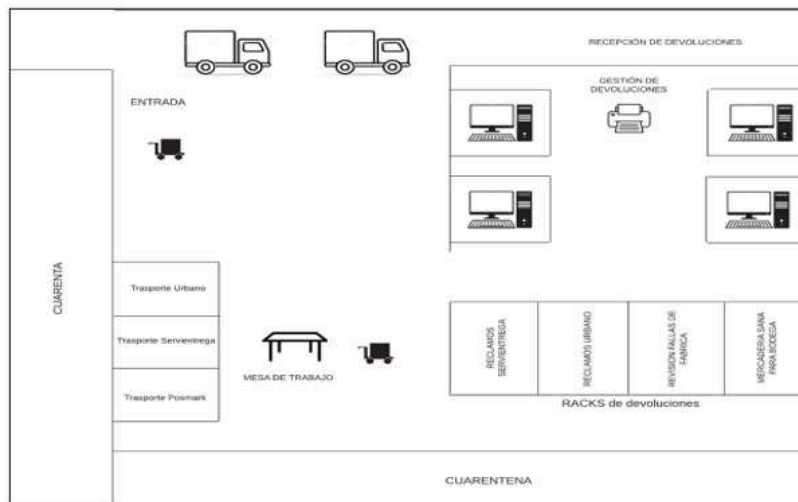 RECEPCIÓN DE DEVOLUCIONES
GESTIÓN DE
DEVOLUCIONES
ENTRADA
CUARENTA
Trasporte Urbano
Trasporte Servientrega
Trasporte Posmark
MESA DE TRABAJO
RECLAMOS
SERVIENTREGA
RECLAMOS URBANO
REVISION FALLAS DE
FABRICA
MERCADERIA SANA
PARA BODEGA
RACKS de devoluciones
CUARENTENA